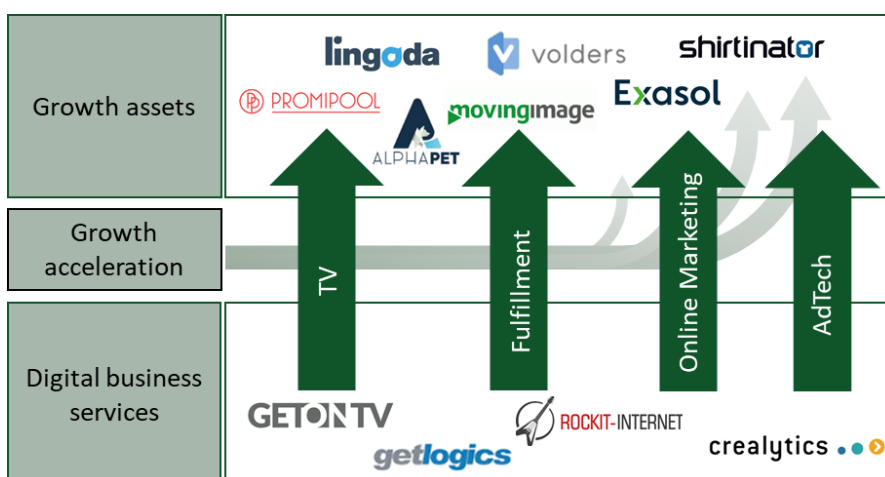 Growth assets
lingoda
volders
shirtinator
PROMIPOOL
ALPHAPET
movingimage
Exasol
Growth
acceleration
TV
Fulfillment
Online Marketing
AdTech
Digital business
services
GETONTV
getlogics
ROCKIT-INTERNET
crealytics